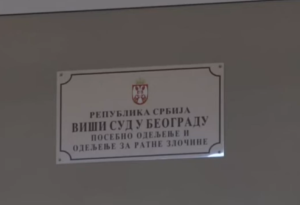 РЕПУБЛИКА СРБИЈА
ВИШИ СУД У БЕОГРАДУ
ПОСЕБНО ОДЕЉЕЊЕ И
ОДЕЉЕЊЕ ЗА РАТНЕ ЗЛОЧИНЕ